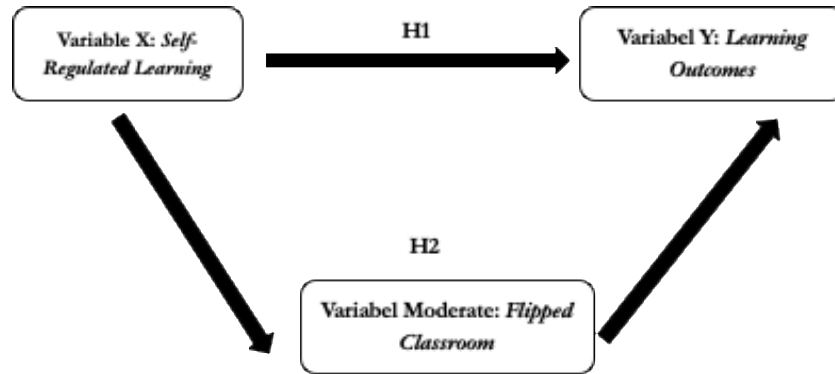 Variable X: Self-
Regulated Learning
H1
Variabel Y: Learning
Outcomes
H2
Variabel Moderate: Flipped
Classroom